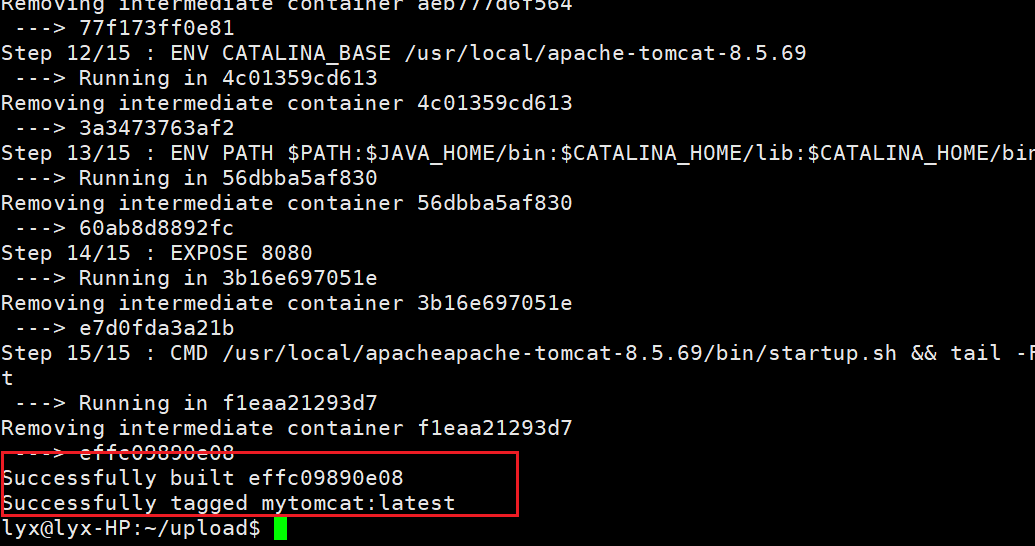 Removing intermediate container aeb777d6f564
 ---> 77f173ff0e81
Step 12/15 : ENV CATALINA_BASE /usr/local/apache-tomcat-8.5.69
 ---> Running in 4c01359cd613
Removing intermediate container 4c01359cd613
 ---> 3a3473763af2
Step 13/15 : ENV PATH $PATH:$JAVA_HOME/bin:$CATALINA_HOME/lib:$CATALINA_HOME/bin
 ---> Running in 56dbba5af830
Removing intermediate container 56dbba5af830
 ---> 60ab8d8892fc
Step 14/15 : EXPOSE 8080
 ---> Running in 3b16e697051e
Removing intermediate container 3b16e697051e
 ---> e7d0fda3a21b
Step 15/15 : CMD /usr/local/apacheapache-tomcat-8.5.69/bin/startup.sh && tail -F
t
 ---> Running in f1eaa21293d7
Removing intermediate container f1eaa21293d7
 ---> effc09890e08
Successfully built effc09890e08
Successfully tagged mytomcat:latest
lyx@lyx-HP:~/upload$